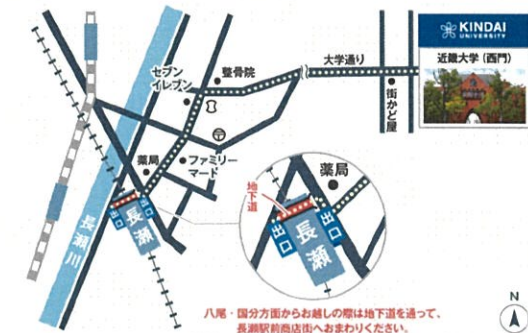 KINDAI
UNIVERSITY
近畿大学（西門）
大学通り
整骨院
セブン
イレブン
街かど屋
薬局
ファミリー
マート
長瀬川
出口
長瀬
出口
地下道
薬局
出口
長瀬
出口
N
八尾・国分方面からお越しの際は地下道を通って、
長瀬駅前商店街へおまわりください。